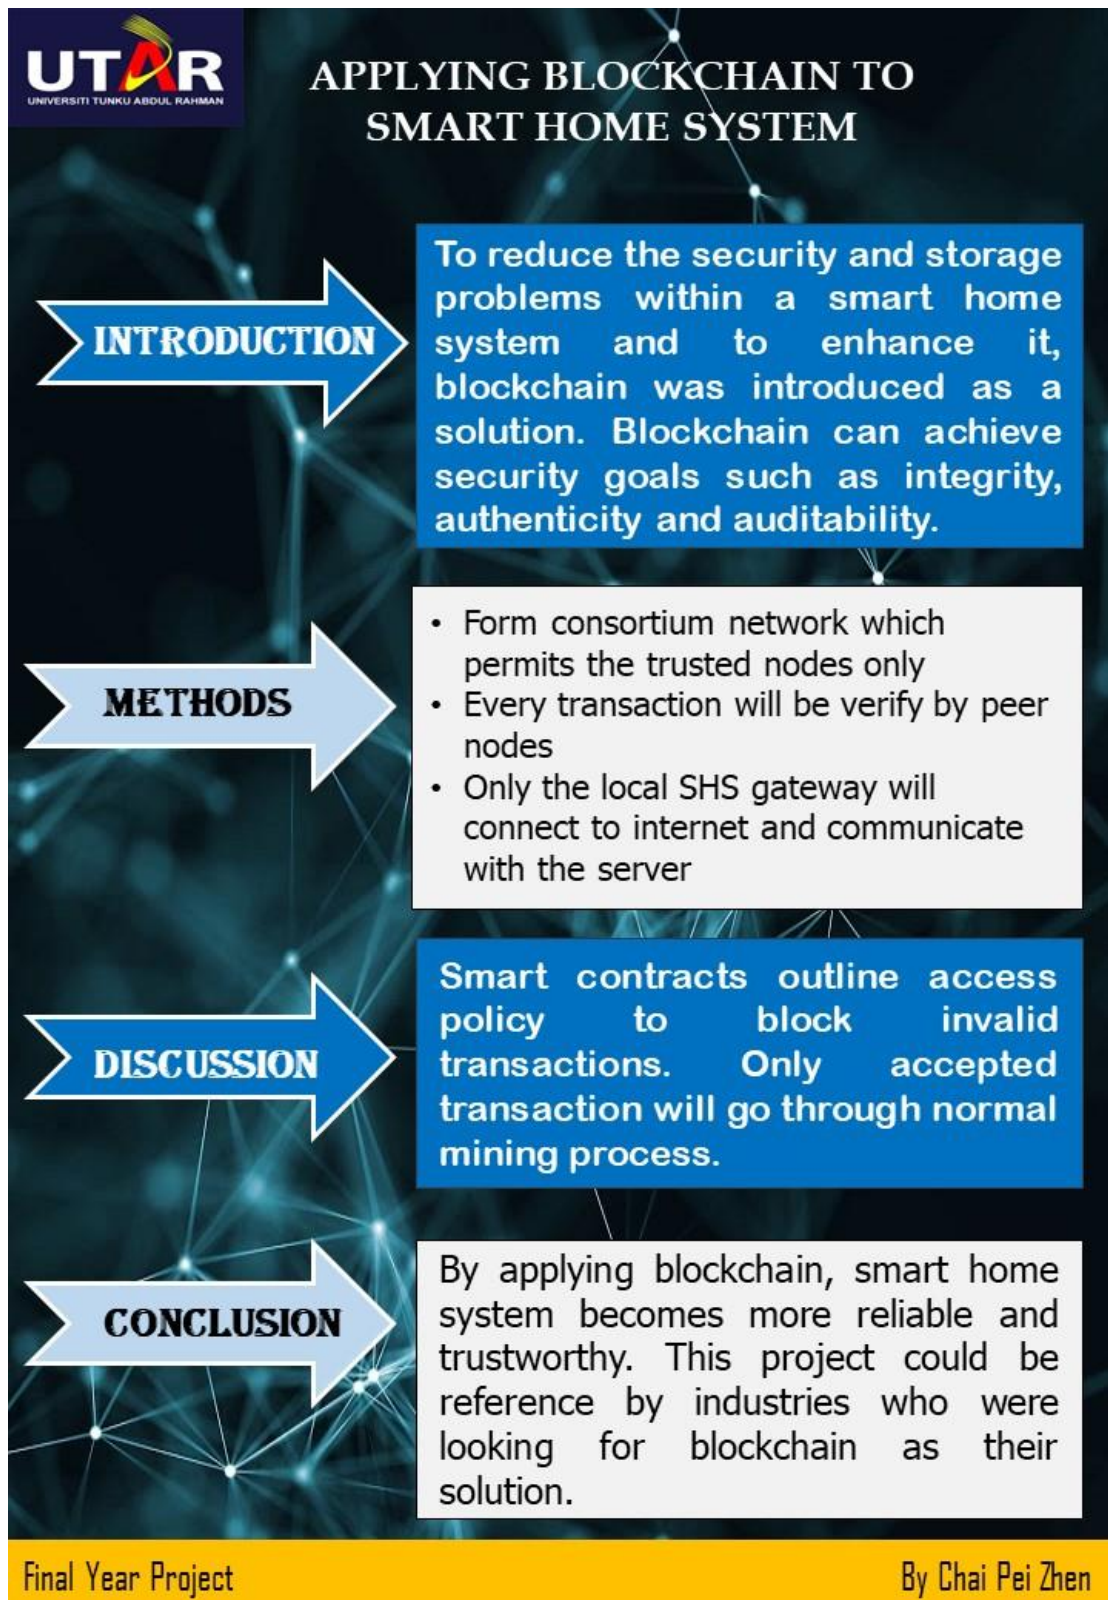 UTAR
UNIVERSITI TUNKU ABDUL RAHMAN
APPLYING BLOCKCHAIN TO
SMART HOME SYSTEM
INTRODUCTION
To reduce the security and storage
problems within a smart home
system and to enhance it,
blockchain was introduced as a
solution. Blockchain can achieve
security goals such as integrity,
authenticity and auditability.
METHODS
• Form consortium network which
permits the trusted nodes only
• Every transaction will be verify by peer
nodes
• Only the local SHS gateway will
connect to internet and communicate
with the server
DISCUSSION
Smart contracts outline access
policy to block invalid
transactions. Only accepted
transaction will go through normal
mining process.
CONCLUSION
By applying blockchain, smart home
system becomes more reliable and
trustworthy. This project could be
reference by industries who were
looking for blockchain as their
solution.
Final Year Project
By Chai Pei Zhen